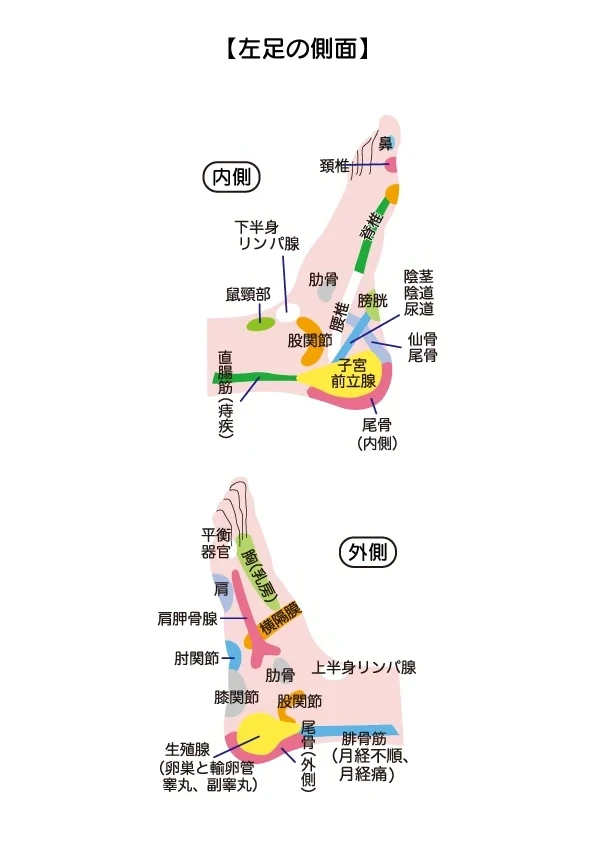 【左足の側面】
内側
鼻
頚椎
脊椎
下半身
リンパ腺
肋骨
鼠頸部
腰椎
膀胱
陰茎
陰道
尿道
股関節
仙骨
尾骨
直腸筋(痔疾)
子宮
前立腺
尾骨
(内側)
外側
平衡
器官
胸(乳房)
肩
肩胛骨腺
横隔膜
肘関節
肋骨
上半身リンパ腺
膝関節
股関節
尾骨(外側)
生殖腺
(卵巣と輸卵管
睾丸、副睾丸)
腓骨筋
(月経不順、
月経痛)